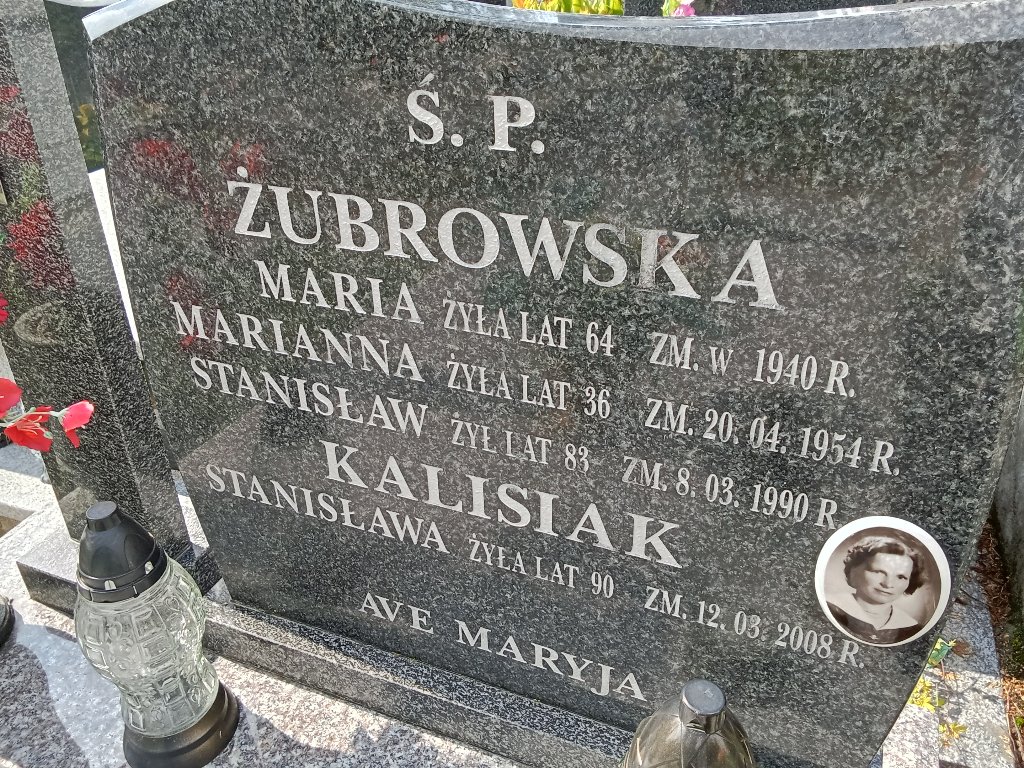 Ś. P.
ŻUBROWSKA
MARIA ŻYŁA LAT 64 ZM. W 1940 R.
MARIANNA ŻYŁA LAT 36 ZM. 20. 04. 1954 R.
STANISŁAW ŻYŁ LAT 83 ZM. 8. 03. 1990 R.
KALISIAK
STANISŁAWA ŻYŁA LAT 90 ZM. 12. 03. 2008 R.
AVE MARYJA